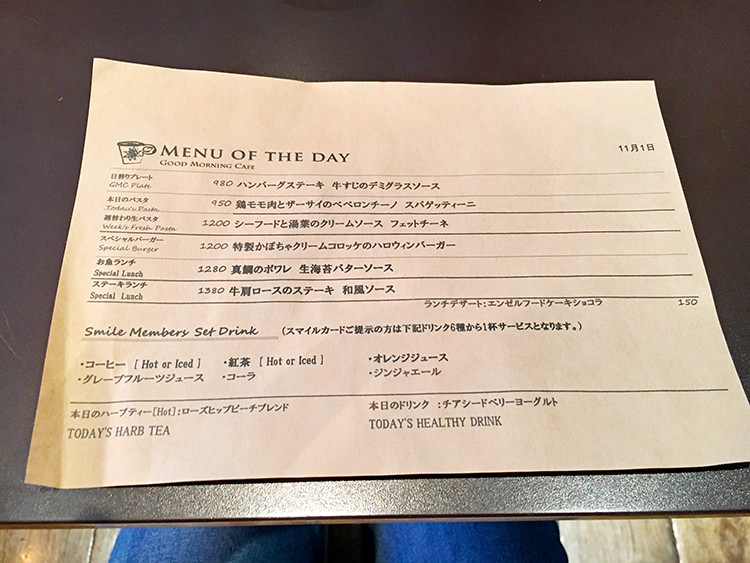 MENU OF THE DAY
GOOD MORNING CAFE
11月1日
日替りプレート
GMC Plate
980 ハンバーグステーキ 牛すじのデミグラスソース
本日のパスタ
Today's Pasta
950 鶏モモ肉とザーサイのペペロンチーノ スパゲッティーニ
週替わり生パスタ
Week's Fresh Pasta
1200 シーフードと湯葉のクリームソース フェットチーネ
スペシャルバーガー
Special Burger
1200 特製かぼちゃクリームコロッケのハロウィンバーガー
お魚ランチ
Special Lunch
1280 真鯛のポワレ 生海苔バターソース
ステーキランチ
Special Lunch
1380 牛肩ロースのステーキ 和風ソース
ランチデザート:エンゼルフードケーキショコラ 150
Smile Members Set Drink (スマイルカードご提示の方は下記ドリンク6種から1杯サービスとなります。)
・コーヒー [ Hot or Iced ] ・紅茶 [ Hot or Iced ] ・オレンジジュース
・グレープフルーツジュース ・コーラ ・ジンジャエール
本日のハーブティー[Hot]:ローズヒップピーチブレンド
TODAY'S HARB TEA
本日のドリンク :チアシードベリーヨーグルト
TODAY'S HEALTHY DRINK